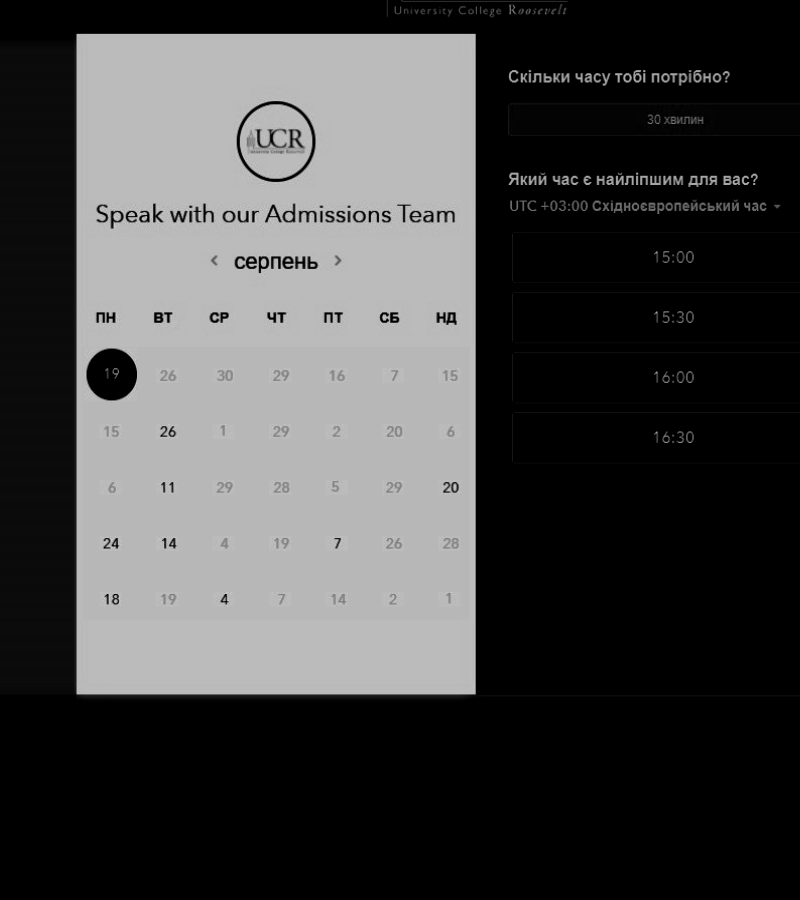 University College Roosevelt
UCR
Speak with our Admissions Team
серпень
ПН ВТ СР ЧТ ПТ СБ НД
19 26 30 29 16 7 15
15 26 1 29 2 20 6
6 11 29 28 5 29 20
24 14 4 19 7 26 28
18 19 4 7 14 2 1
Скільки часу тобі потрібно?
30 хвилин
Який час є найліпшим для вас?
UTC +03:00 Східноєвропейський час
15:00
15:30
16:00
16:30